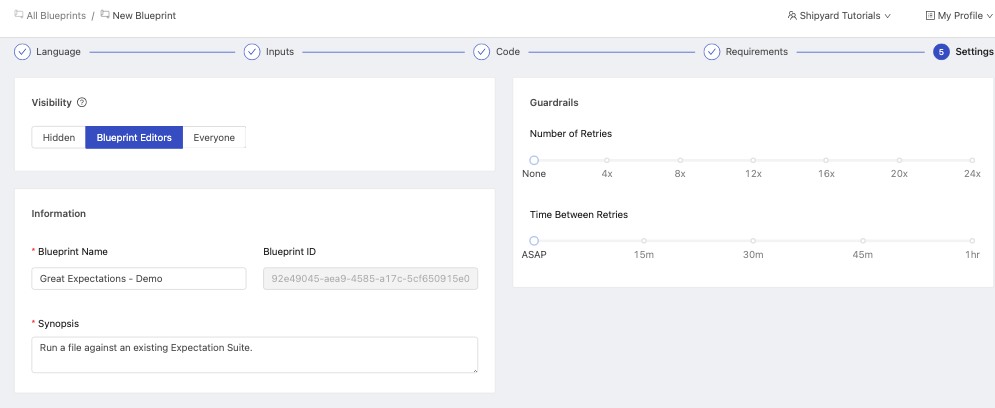 All Blueprints / New Blueprint
Shipyard Tutorials
My Profile
Language
Inputs
Code
Requirements
5 Settings
Visibility ?
Hidden
Blueprint Editors
Everyone
Information
* Blueprint Name
Great Expectations - Demo
Blueprint ID
92e49045-aea9-4585-a17c-5cf650915e0
* Synopsis
Run a file against an existing Expectation Suite.
Guardrails
Number of Retries
None 4x 8x 12x 16x 20x 24x
Time Between Retries
ASAP 15m 30m 45m 1hr